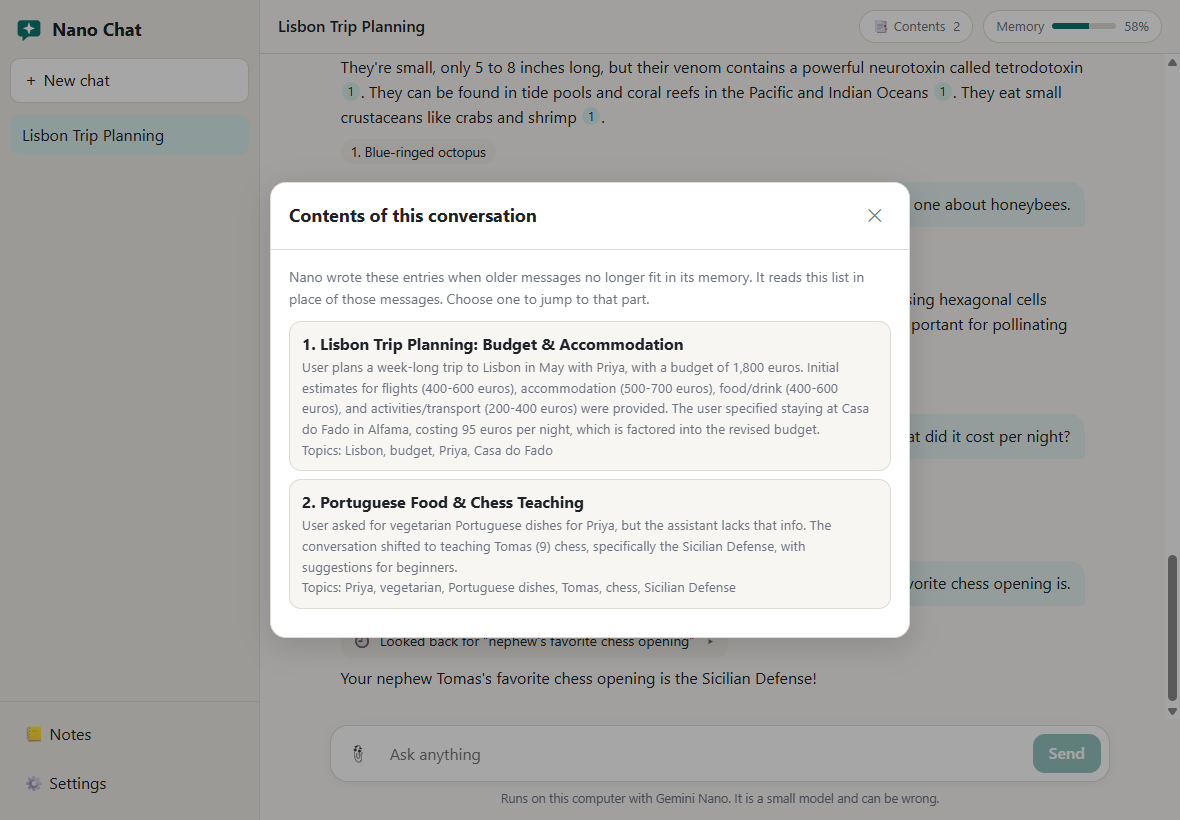 Nano Chat
+ New chat
Lisbon Trip Planning
Notes
Settings
Lisbon Trip Planning
Contents 2
Memory 58%
They're small, only 5 to 8 inches long, but their venom contains a powerful neurotoxin called tetrodotoxin
1 . They can be found in tide pools and coral reefs in the Pacific and Indian Oceans 1 . They eat small
crustaceans like crabs and shrimp 1 .
1. Blue-ringed octopus
one about honeybees.
hexagonal cells
for pollinating
did it cost per night?
chess opening is.
Contents of this conversation
Nano wrote these entries when older messages no longer fit in its memory. It reads this list in
place of those messages. Choose one to jump to that part.
1. Lisbon Trip Planning: Budget & Accommodation
User plans a week-long trip to Lisbon in May with Priya, with a budget of 1,800 euros. Initial
estimates for flights (400-600 euros), accommodation (500-700 euros), food/drink (400-600
euros), and activities/transport (200-400 euros) were provided. The user specified staying at Casa
do Fado in Alfama, costing 95 euros per night, which is factored into the revised budget.
Topics: Lisbon, budget, Priya, Casa do Fado
2. Portuguese Food & Chess Teaching
User asked for vegetarian Portuguese dishes for Priya, but the assistant lacks that info. The
conversation shifted to teaching Tomas (9) chess, specifically the Sicilian Defense, with
suggestions for beginners.
Topics: Priya, vegetarian, Portuguese dishes, Tomas, chess, Sicilian Defense
Looked back for "nephew's favorite chess opening"
Your nephew Tomas's favorite chess opening is the Sicilian Defense!
Ask anything
Send
Runs on this computer with Gemini Nano. It is a small model and can be wrong.